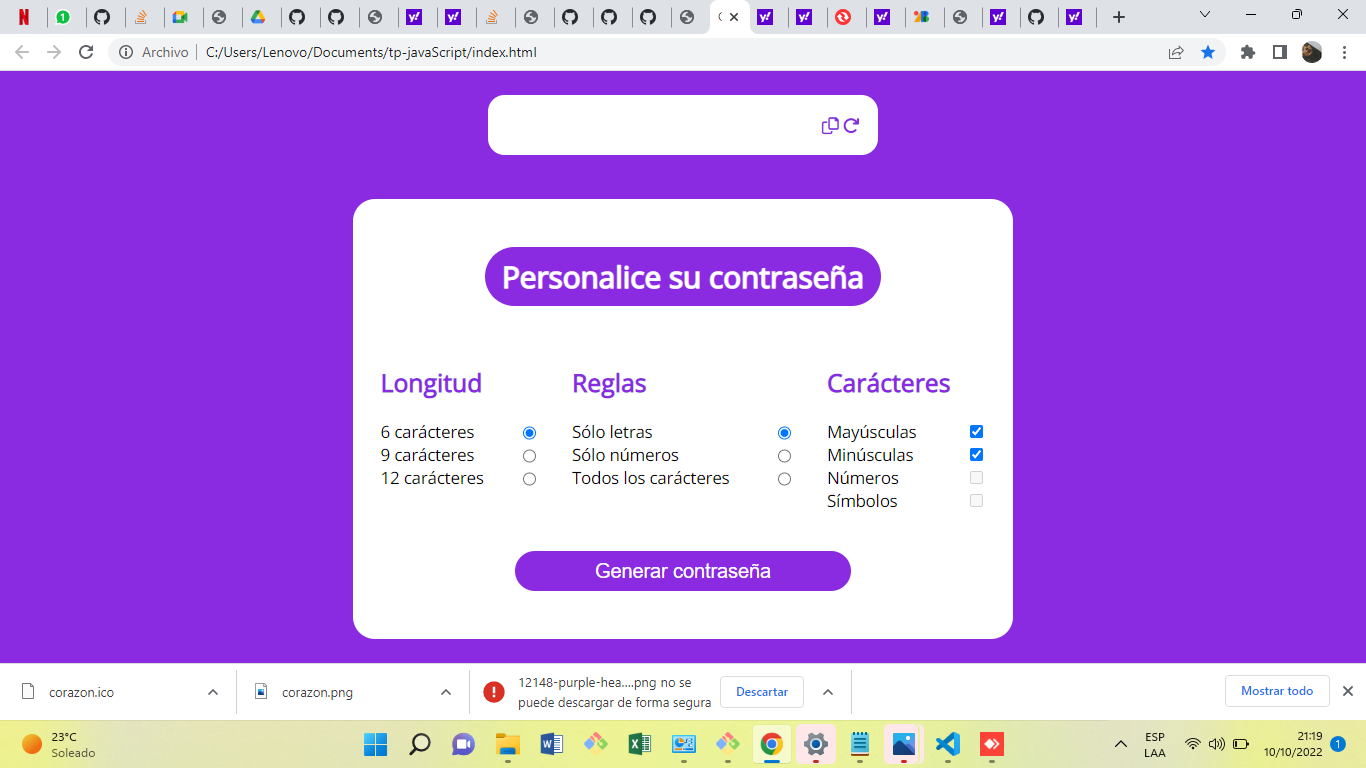 Archivo
C:/Users/Lenovo/Documents/tp-javaScript/index.html
Personalice su contraseña
Longitud
6 carácteres
9 carácteres
12 carácteres
Reglas
Sólo letras
Sólo números
Todos los carácteres
Carácteres
Mayúsculas
Minúsculas
Números
Símbolos
Generar contraseña
corazon.ico
corazon.png
12148-purple-hea....png no se
puede descargar de forma segura
Descartar
Mostrar todo
23°C
Soleado
ESP
LAA
21:19
10/10/2022
1